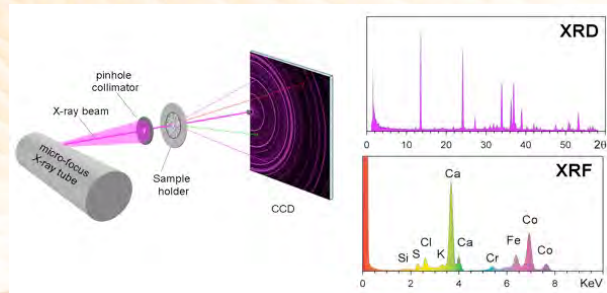 pinhole
collimator
X-ray beam
micro-focus
X-ray tube
Sample
holder
CCD
XRD
0 10 20 30 40 50 2θ
XRF
Ca
Co
Cl
Si S K Ca Cr Fe Co
0 2 4 6 8 KeV